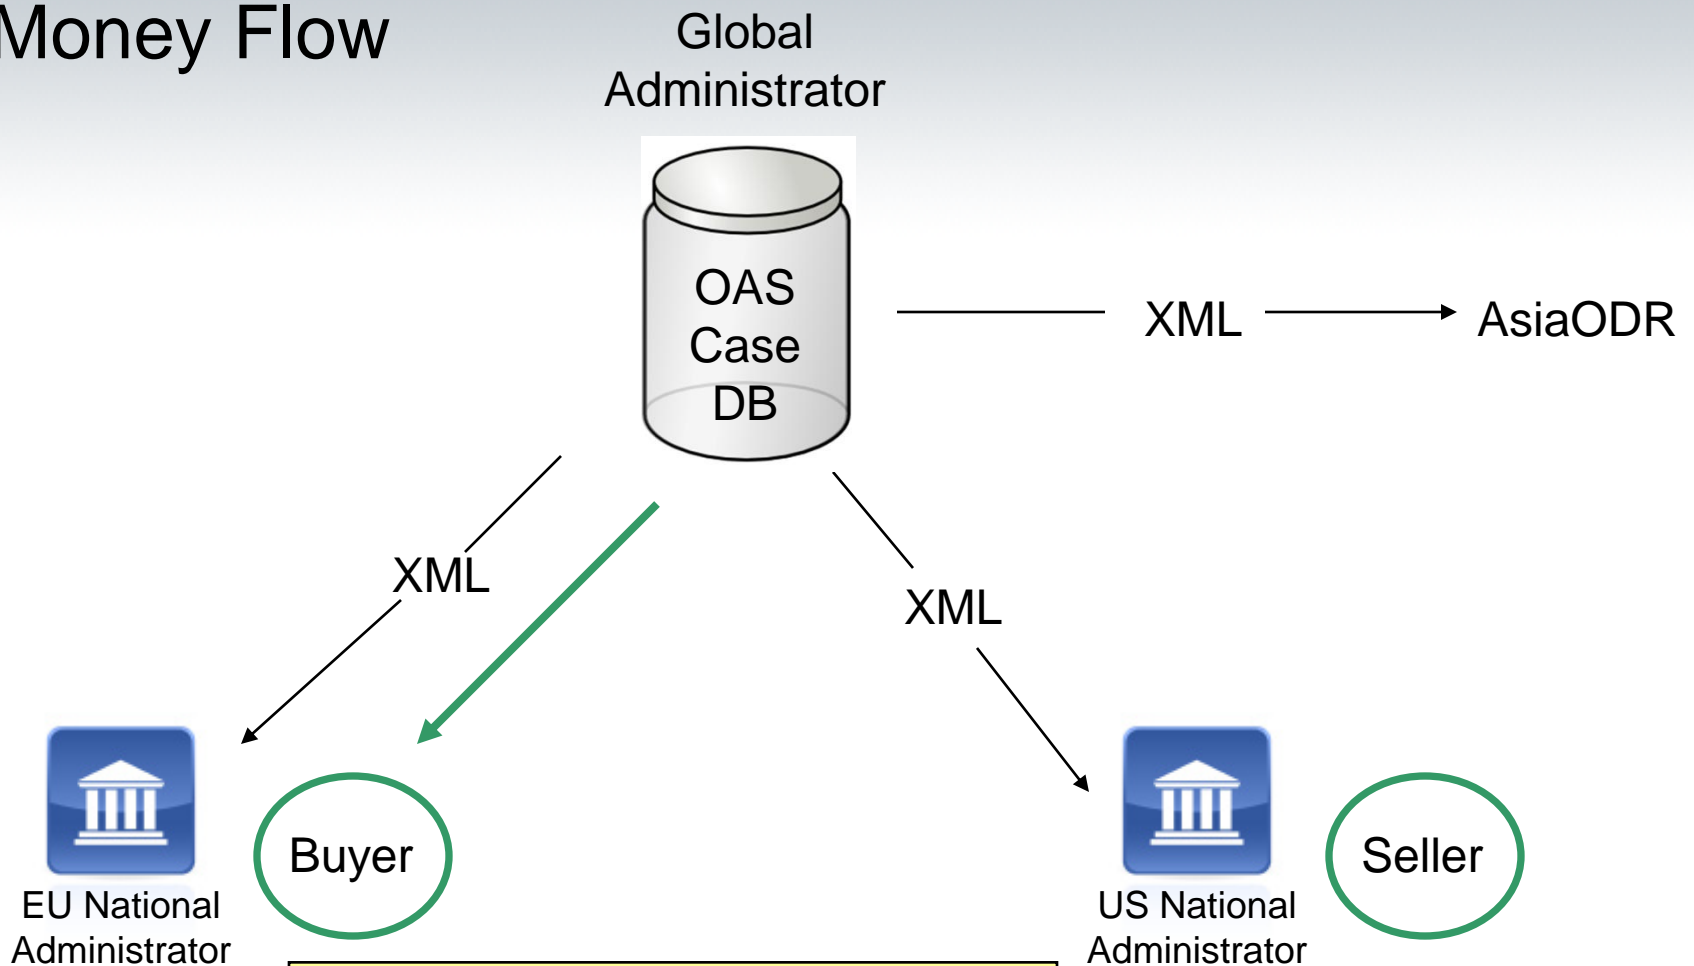 Money Flow
Global
Administrator
OAS
Case
DB
XML
AsiaODR
XML
XML
Buyer
Seller
EU National
Administrator
US National
Administrator